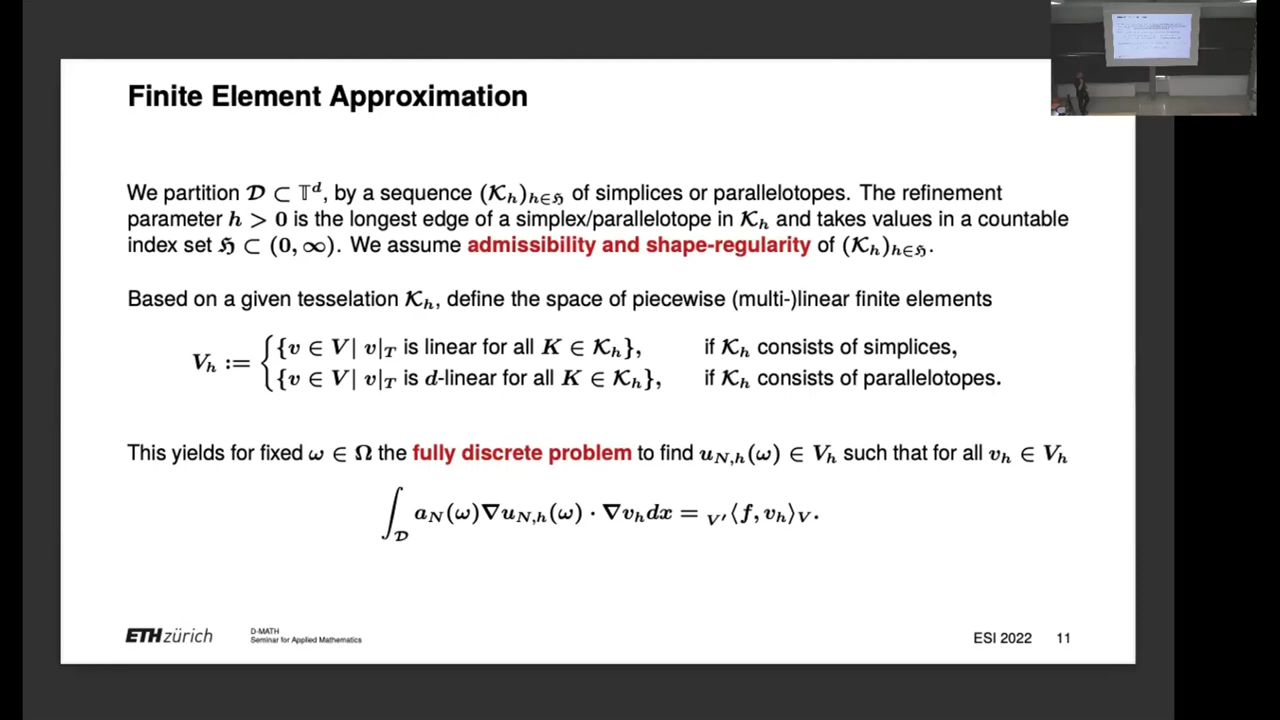 Finite Element Approximation
We partition 𝒟 ⊂ 𝕋^d, by a sequence (𝒦_h)_{h∈ℌ} of simplices or parallelotopes. The refinement
parameter h > 0 is the longest edge of a simplex/parallelotope in 𝒦_h and takes values in a countable
index set ℌ ⊂ (0, ∞). We assume admissibility and shape-regularity of (𝒦_h)_{h∈ℌ}.
Based on a given tesselation 𝒦_h, define the space of piecewise (multi-)linear finite elements
V_h := { {v ∈ V| v|_T is linear for all K ∈ 𝒦_h}, if 𝒦_h consists of simplices,
{v ∈ V| v|_T is d-linear for all K ∈ 𝒦_h}, if 𝒦_h consists of parallelotopes.
This yields for fixed ω ∈ Ω the fully discrete problem to find u_{N,h}(ω) ∈ V_h such that for all v_h ∈ V_h
∫_𝒟 a_N(ω)∇u_{N,h}(ω) · ∇v_h dx = _{V′}⟨f, v_h⟩_V.
ETH zürich
D-MATH
Seminar for Applied Mathematics
ESI 2022 11